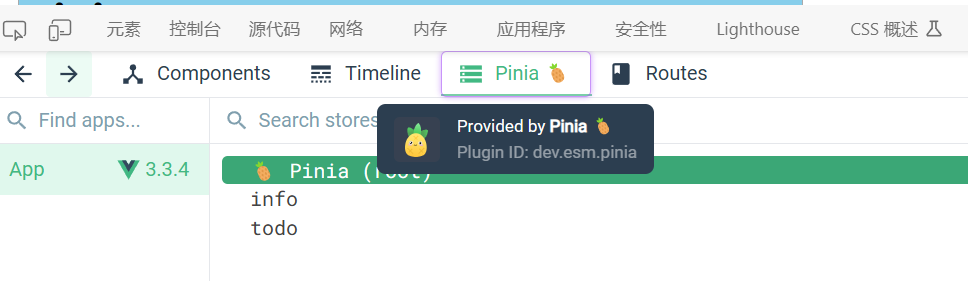 元素 控制台 源代码 网络 内存 应用程序 安全性 Lighthouse CSS 概述
Components Timeline Pinia 🍍 Routes
Find apps... Search stores
Provided by Pinia 🍍
Plugin ID: dev.esm.pinia
App 3.3.4
🍍 Pinia (root)
info
todo